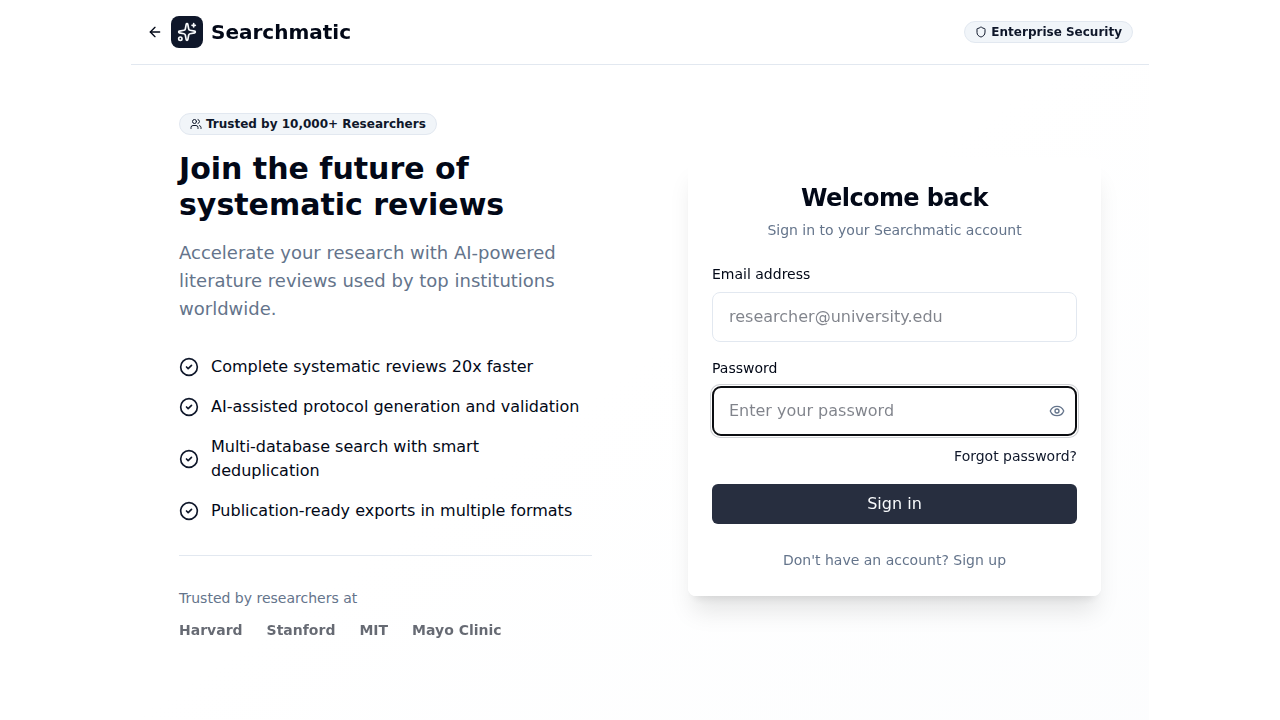 Searchmatic
Enterprise Security
Trusted by 10,000+ Researchers
Join the future of
systematic reviews
Accelerate your research with AI-powered
literature reviews used by top institutions
worldwide.
Complete systematic reviews 20x faster
AI-assisted protocol generation and validation
Multi-database search with smart
deduplication
Publication-ready exports in multiple formats
Trusted by researchers at
Harvard Stanford MIT Mayo Clinic
Welcome back
Sign in to your Searchmatic account
Email address
researcher@university.edu
Password
Enter your password
Forgot password?
Sign in
Don't have an account? Sign up